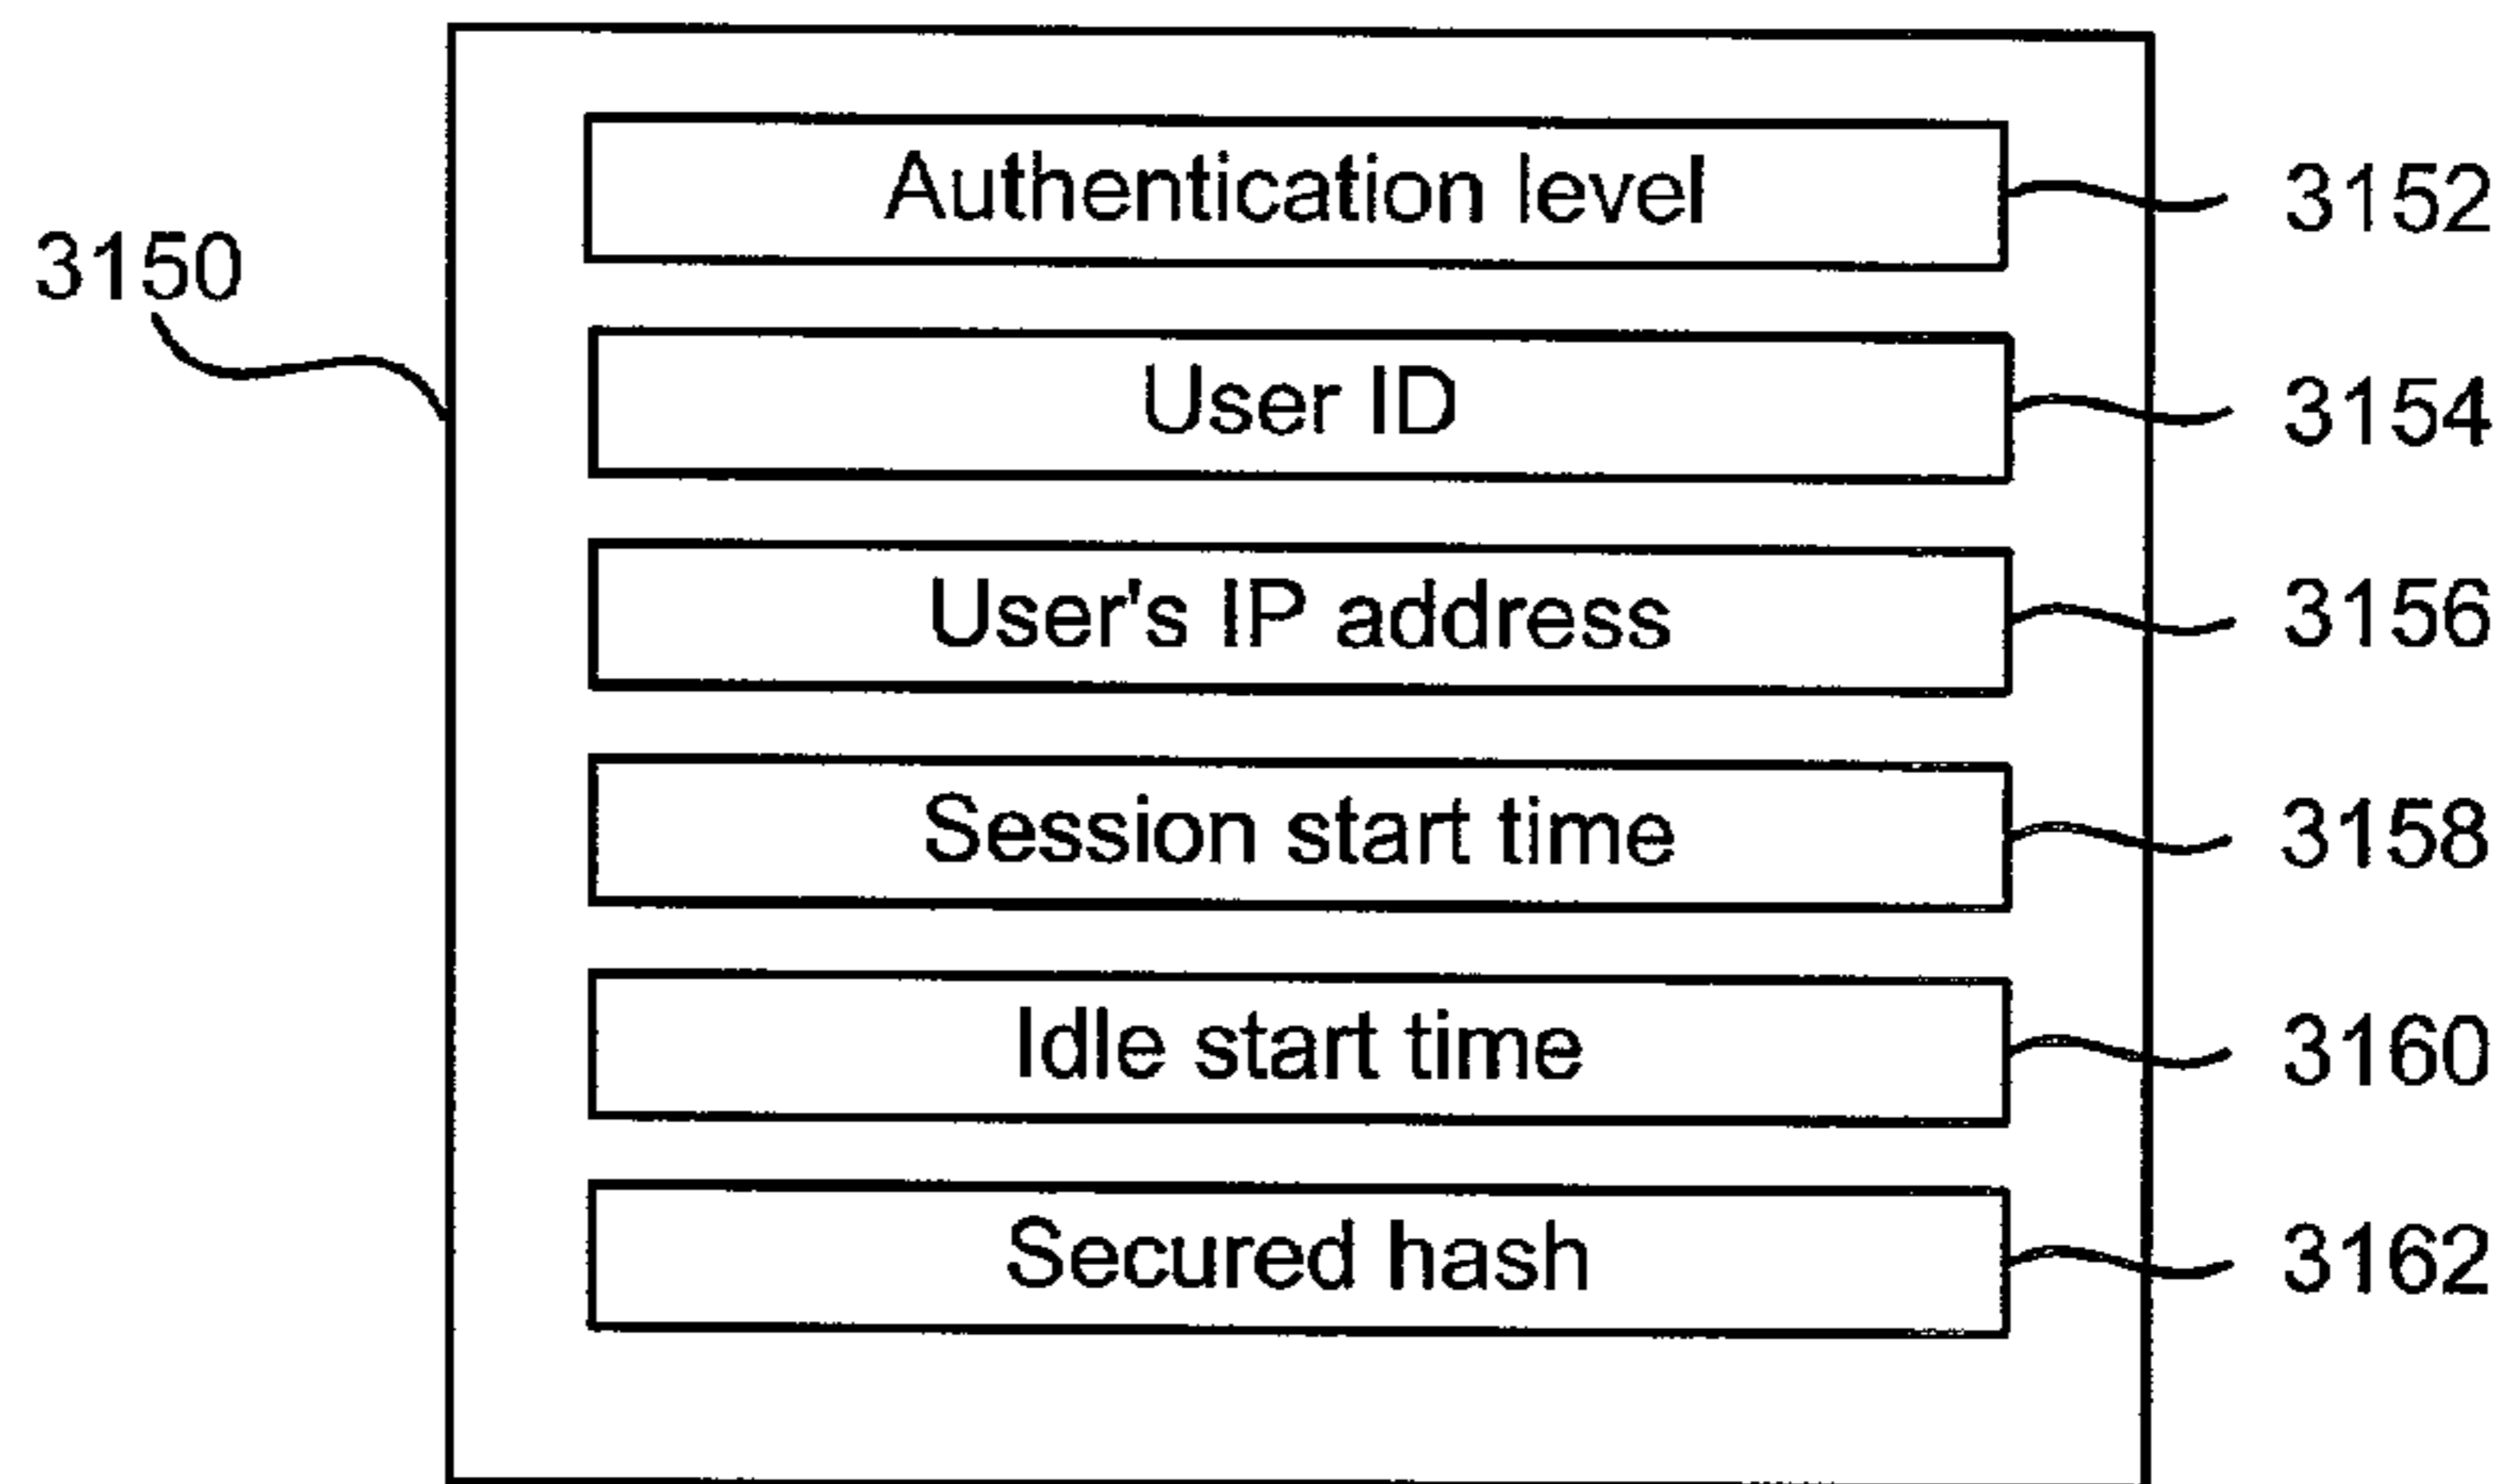 Authentication level 3152
3150
User ID 3154
User's IP address 3156
Session start time 3158
Idle start time 3160
Secured hash 3162